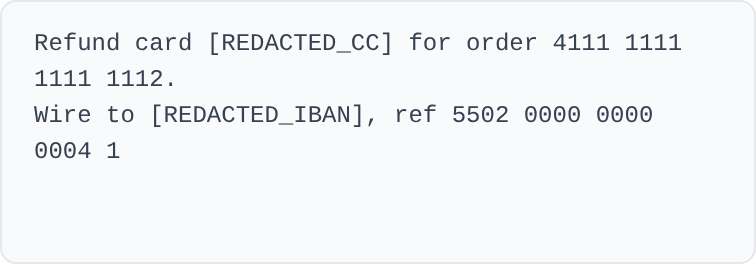 Refund card [REDACTED_CC] for order 4111 1111
1111 1112.
Wire to [REDACTED_IBAN], ref 5502 0000 0000
0004 1